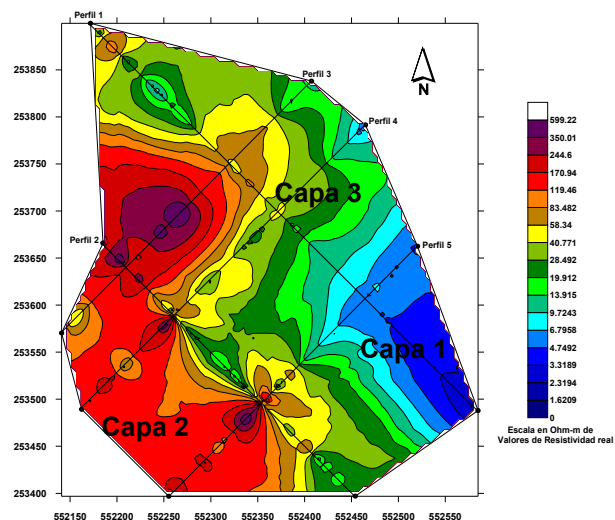 Perfil 1
Perfil 3
N
Perfil 4
Capa 3
Perfil 2
Perfil 5
Capa 1
Capa 2
253850
253800
253750
253700
253650
253600
253550
253500
253450
253400
552150 552200 552250 552300 552350 552400 552450 552500 552550
599.22
350.01
244.6
170.94
119.46
83.482
58.34
40.771
28.492
19.912
13.915
9.7243
6.7958
4.7492
3.3188
2.3194
1.6209
0
Escala en Ohm-m de
Valores de Resistividad real